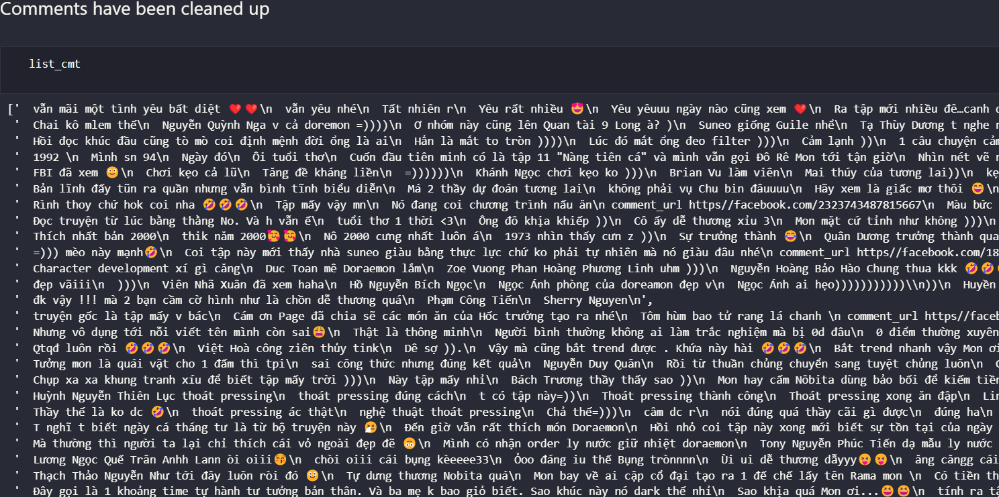 Comments have been cleaned up
list_cmt
['  vẫn mãi một tình yêu bất diệt ❤️❤️\n  vẫn yêu nhé\n  Tất nhiên r\n  Yêu rất nhiều 😍\n  Yêu yêuuu ngày nào cũng xem ❤️\n  Ra tập mới nhiều đê…canh
'  Chai kô mlem thế\n  Nguyễn Quỳnh Nga v cả doremon =))))\n  Ơ nhóm này cũng lên Quan tài 9 Long à? )\n  Suneo giống Guile nhể\n  Tạ Thùy Dương t nghe
'  Hồi đọc khúc đầu cũng tò mò coi định mệnh đời ổng là ai\n  Hẳn là mắt to tròn ))))\n  Lúc đó mắt ổng đeo filter )))\n  Cảm lạnh ))\n  1 câu chuyện
'  1992 \n  Mình sn 94\n  Ngày đó\n  Ôi tuổi thơ\n  Cuốn đầu tiên minh có là tập 11 "Nàng tiên cá" và mình vẫn gọi Đô Rê Mon tới tận giờ\n  Nhìn nét vẽ
'  FBI đã xem 🙂\n  Chơi kẹo cả lũ\n  Tăng đề kháng liền\n  =))))))\n  Khánh Ngọc chơi kẹo ko )))\n  Brian Vu làm viên\n  Mai thúy của tương lai))\n
'  Bản lĩnh đấy tũn ra quần nhưng vẫn bình tĩnh biểu diễn\n  Má 2 thầy dự đoán tương lai\n  không phải vụ Chu bin đâuuuu\n  Hãy xem là giấc mơ thôi 😅\n
'  Rình thoy chứ hok coi nha 🤣🤣🤣\n  Tập mấy vậy mn\n  Nó đang coi chương trình nấu ăn\n comment_url https//facebook.com/2323743487815667\n  Màu bức
'  Đọc truyện từ lúc bằng thằng No. Và h vẫn ế\n  tuổi thơ 1 thời <3\n  Ông đô khịa khiếp ))\n  Cô ấy dễ thương xỉu 3\n  Mon mặt cứ tỉnh như không )))\n
'  Thích nhất bản 2000\n  thik năm 2000🥰🥰\n  Nô 2000 cưng nhất luôn á\n  1973 nhìn thấy cưn z ))\n  Sự trưởng thành 😂\n  Quân Dương trưởng thành qua
'  =))) mèo này mạnh🤣\n  Coi tập này mới thấy nhà suneo giàu bằng thực lực chứ ko phải tự nhiên mà nó giàu đâu nhé\n comment_url https//facebook.com/18
'  Character development xí gì căng\n  Duc Toan mê Doraemon lắm\n  Zoe Vuong Phan Hoàng Phương Linh uhm )))\n  Nguyễn Hoàng Bảo Hào Chung thua kkk 🤣🤣
'  đẹp vãiii\n  )))\n  Viên Nhã Xuân đã xem haha\n  Hồ Nguyễn Bích Ngọc\n  Ngọc Ánh phòng của doreamon đẹp v\n  Ngọc Ánh ai hẹo)))))))))))\\n))\n  Huyền
'  đk vậy !!! mà 2 bạn cầm cờ hình như là chồn dễ thương quá\n  Phạm Công Tiến\n  Sherry Nguyen\n',
'  truyện gốc là tập mấy v bác\n  Cám ơn Page đã chia sẽ các món ăn của Hốc trưởng tạo ra nhé\n  Tôm hùm bao tử rang lá chanh \n comment_url https//faceb
'  Nhưng vô dụng tới nỗi viết tên mình còn sai😩\n  Thật là thông minh\n  Người bình thường không ai làm trắc nghiệm mà bị 0d đâu\n  0 điểm thường xuyên
'  Qtqđ luôn rồi 🤣🤣🤣\n  Việt Hoà công ziên thủy tink\n  Dê sợ )).\n  Vậy mà cũng bắt trend được . Khứa này hài 🤣🤣🤣\n  Bắt trend nhanh vậy Mon ơi
'  Tưởng mon là quái vật cho 1 đấm thì tpi\n  sai công thức nhưng đúng kết quả\n  Nguyễn Duy Quân\n  Rồi từ thuần chủng chuyển sang tuyệt chủng luôn\n
'  Chụp xa xa khung tranh xíu để biết tập mấy trời )))\n  Này tập mấy nhỉ\n  Bách Trương thầy thấy sao ))\n  Mon hay cấm Nôbita dùng bảo bối để kiếm tiền
'  Huỳnh Nguyễn Thiên Lục thoát pressing\n  thoát pressing đúng cách\n  t có tập này=))\n  Thoát pressing thành công\n  Thoát pressing xong ăn đập\n  Lin
'  Thầy thế là ko dc 🤣\n  thoát pressing ác thật\n  nghệ thuật thoát pressing\n  Chả thế=)))\n  câm dc r\n  nói đúng quá thầy cãi gì được\n  đúng ha\n
'  T nghĩ t biết ngày cá tháng tư là từ bộ truyện này 🤧\n  Đến giờ vẫn rất thích món Doraemon\n  Hồi nhỏ coi tập này xong mới biết sự tồn tại của ngày
'  Mà thường thì người ta lại chỉ thích cái vỏ ngoài đẹp đẽ 🙃\n  Mình có nhận order ly nước giữ nhiệt doraemon\n  Tony Nguyễn Phúc Tiến dạ mẫu ly nước
'  Lương Ngọc Quế Trân Anhh Lann òi oiii😚\n  chòi oiii cái bụng kèeeee33\n  Ỏoo đáng iu thế Bụng trònnnn\n  Ùi ui dễ thương dẫyyy😝😝\n  ăng căngg cái
'  Thạch Thảo Nguyễn Như tới đây luôn ròi đó 🙂\n  Tự dưng thương Nobita quá\n  Mon bay về ai cập cổ đại tạo ra 1 đế chế lấy tên Rama mon \n  Có tiền
'  Đây gọi là 1 khoảng time tự hành tư tưởng bản thân. Và ba mẹ k bao giỏ biết. Sao khúc này nó dark thế nhỉ\n  Sao khịa quá Mon ơi...😆😆\n  tính ra